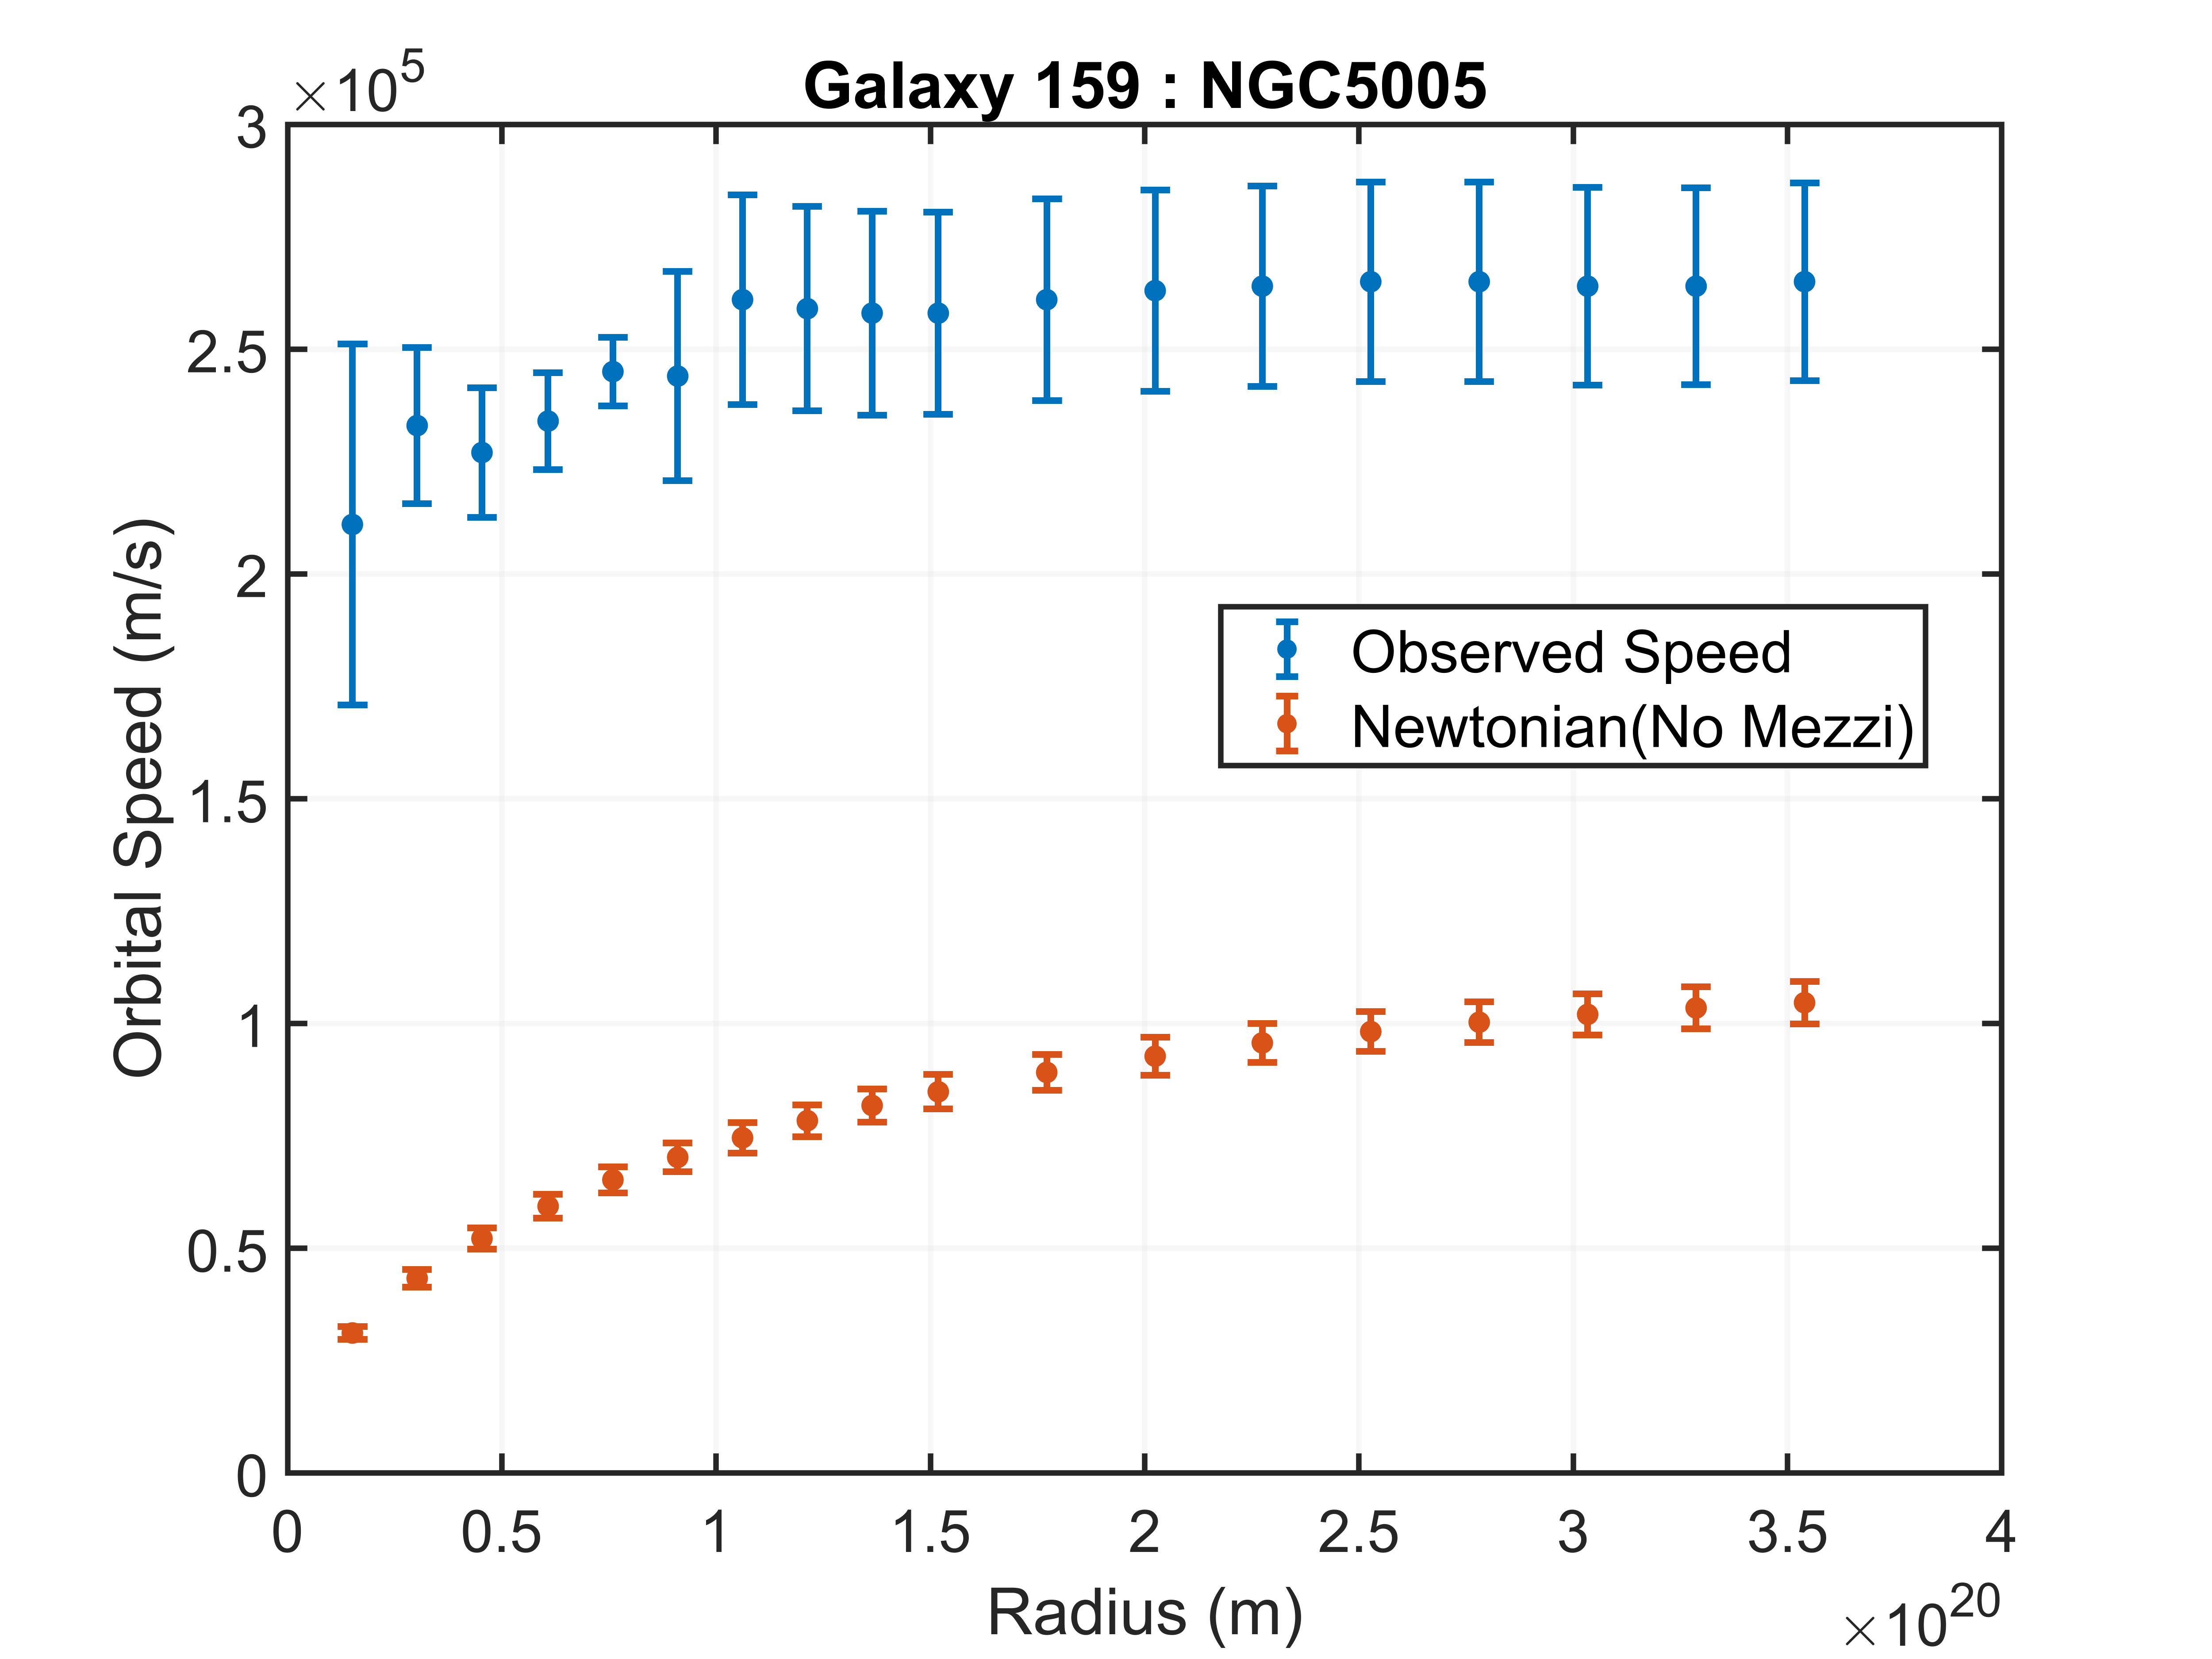 Galaxy 159 : NGC5005
×10^5
3
2.5
2
1.5
1
0.5
0
Orbital Speed (m/s)
Observed Speed
Newtonian(No Mezzi)
0 0.5 1 1.5 2 2.5 3 3.5 4
Radius (m)
×10^20